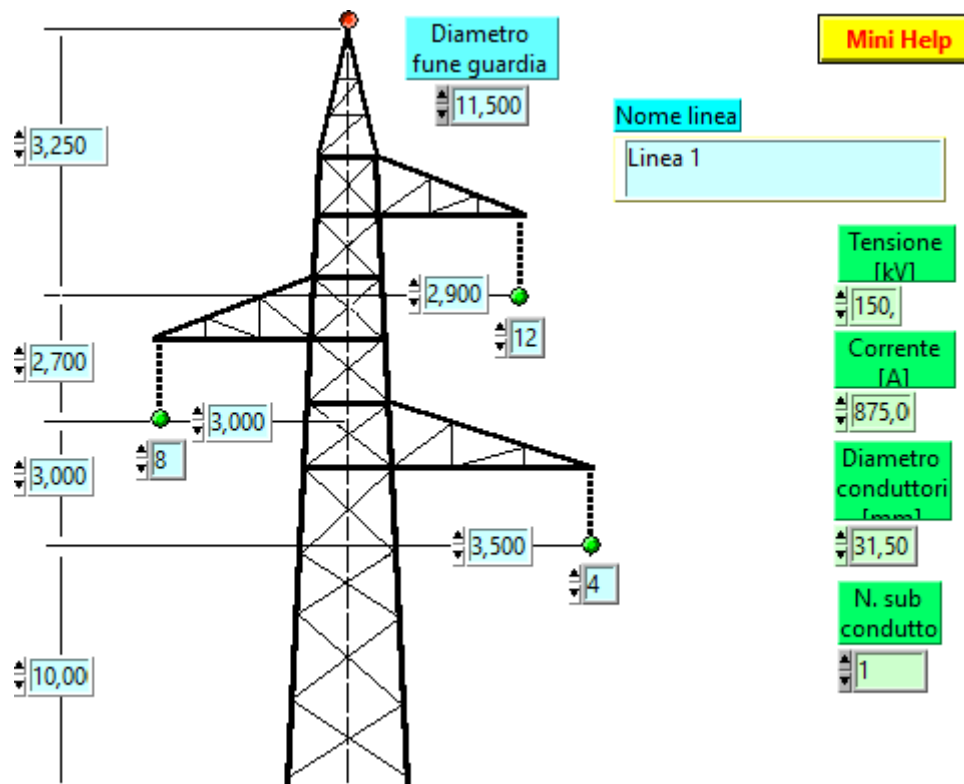 Diametro
fune guardia
11,500
Mini Help
Nome linea
Linea 1
3,250
Tensione
[kV]
150,
2,900
12
2,700
Corrente
[A]
875,0
3,000
8
3,000
Diametro
conduttori
[mm]
31,50
3,500
4
N. sub
condutto
1
10,00